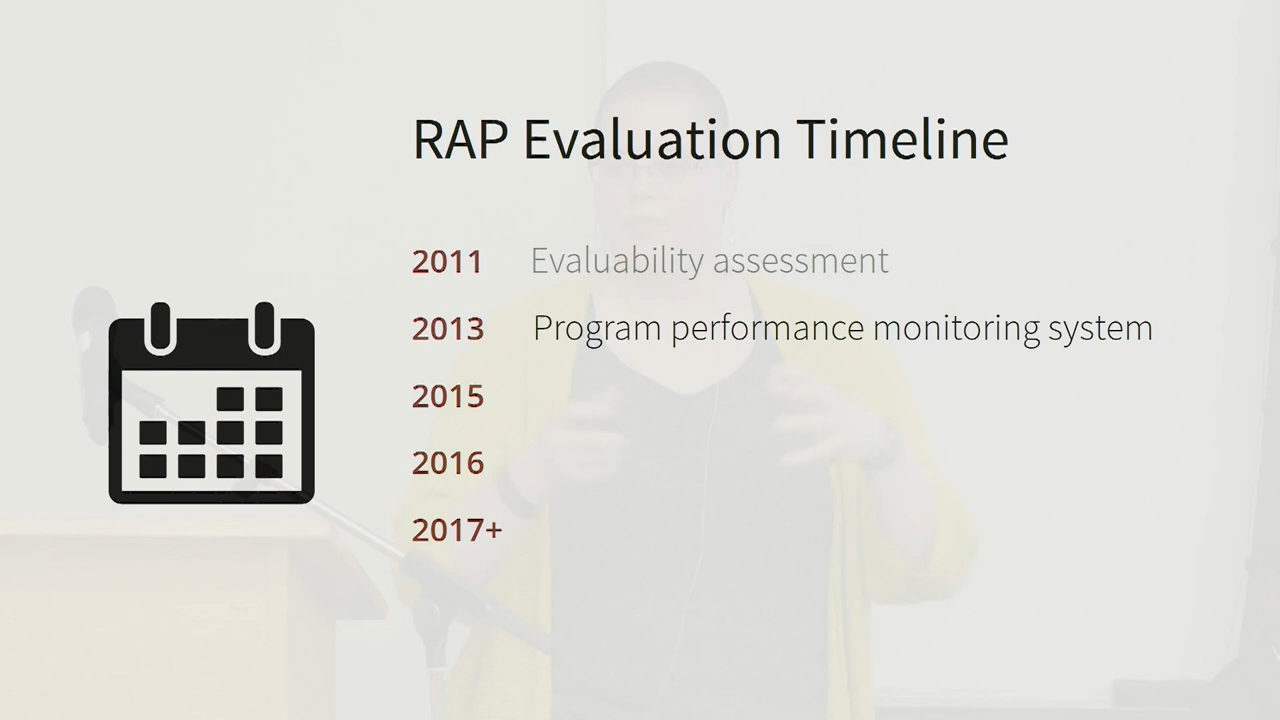 RAP Evaluation Timeline
2011 Evaluability assessment
2013 Program performance monitoring system
2015
2016
2017+